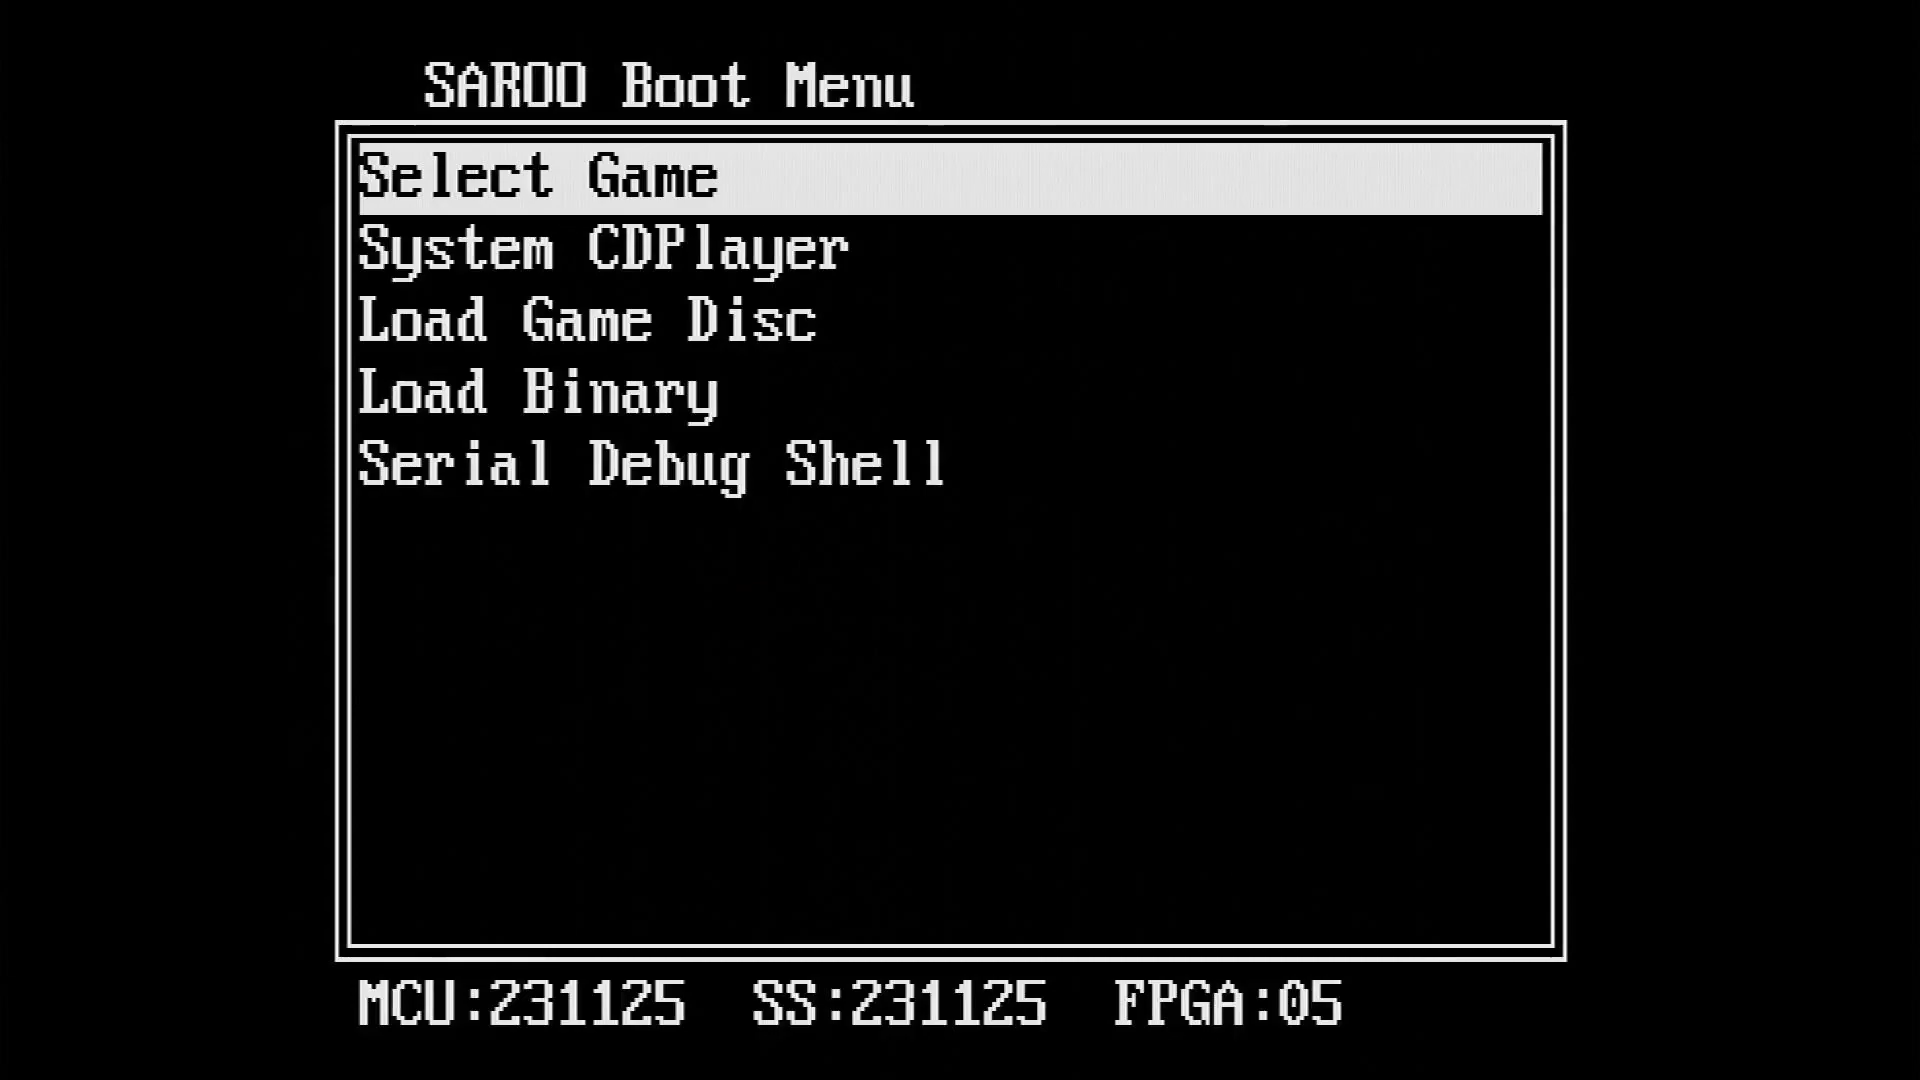 SAROO Boot Menu
Select Game
System CDPlayer
Load Game Disc
Load Binary
Serial Debug Shell
MCU:231125  SS:231125  FPGA:05